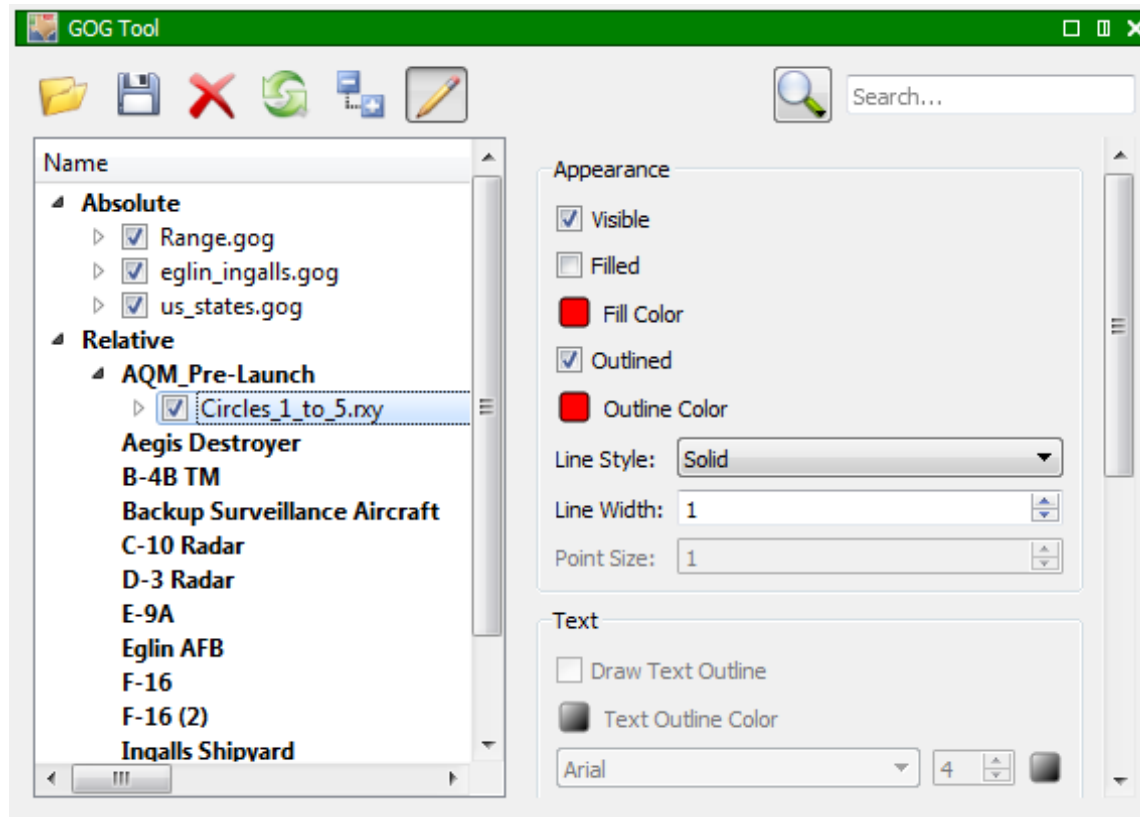 GOG Tool
Search...
Name
Absolute
Range.gog
eglin_ingalls.gog
us_states.gog
Relative
AQM_Pre-Launch
Circles_1_to_5.rxy
Aegis Destroyer
B-4B TM
Backup Surveillance Aircraft
C-10 Radar
D-3 Radar
E-9A
Eglin AFB
F-16
F-16 (2)
Ingalls Shipyard
Appearance
Visible
Filled
Fill Color
Outlined
Outline Color
Line Style: Solid
Line Width: 1
Point Size: 1
Text
Draw Text Outline
Text Outline Color
Arial 4